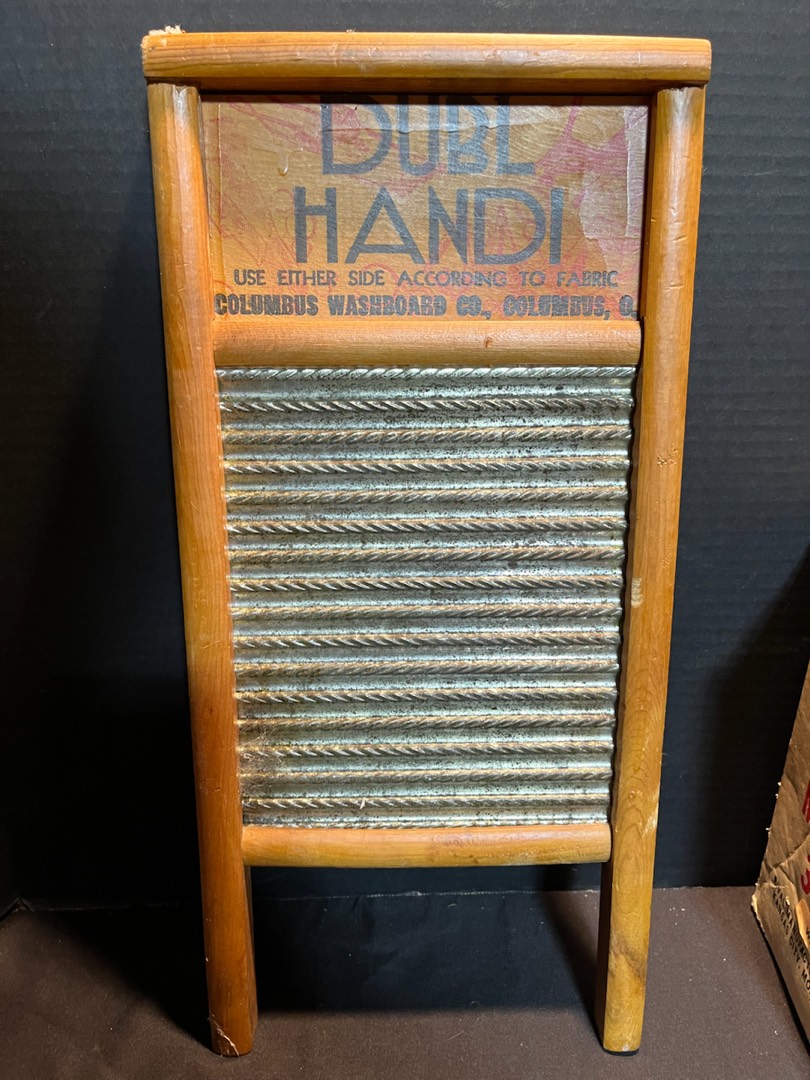 DUBL
HANDI
USE EITHER SIDE ACCORDING TO FABRIC
COLUMBUS WASHBOARD CO., COLUMBUS, O.